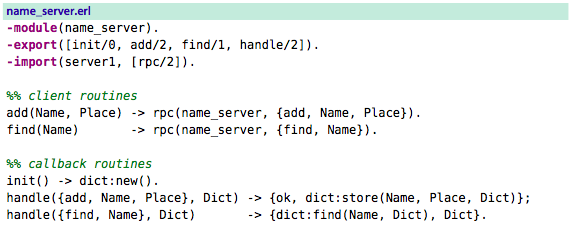 name_server.erl
-module(name_server).
-export([init/0, add/2, find/1, handle/2]).
-import(server1, [rpc/2]).

%% client routines
add(Name, Place) -> rpc(name_server, {add, Name, Place}).
find(Name)       -> rpc(name_server, {find, Name}).

%% callback routines
init() -> dict:new().
handle({add, Name, Place}, Dict) -> {ok, dict:store(Name, Place, Dict)};
handle({find, Name}, Dict)       -> {dict:find(Name, Dict), Dict}.